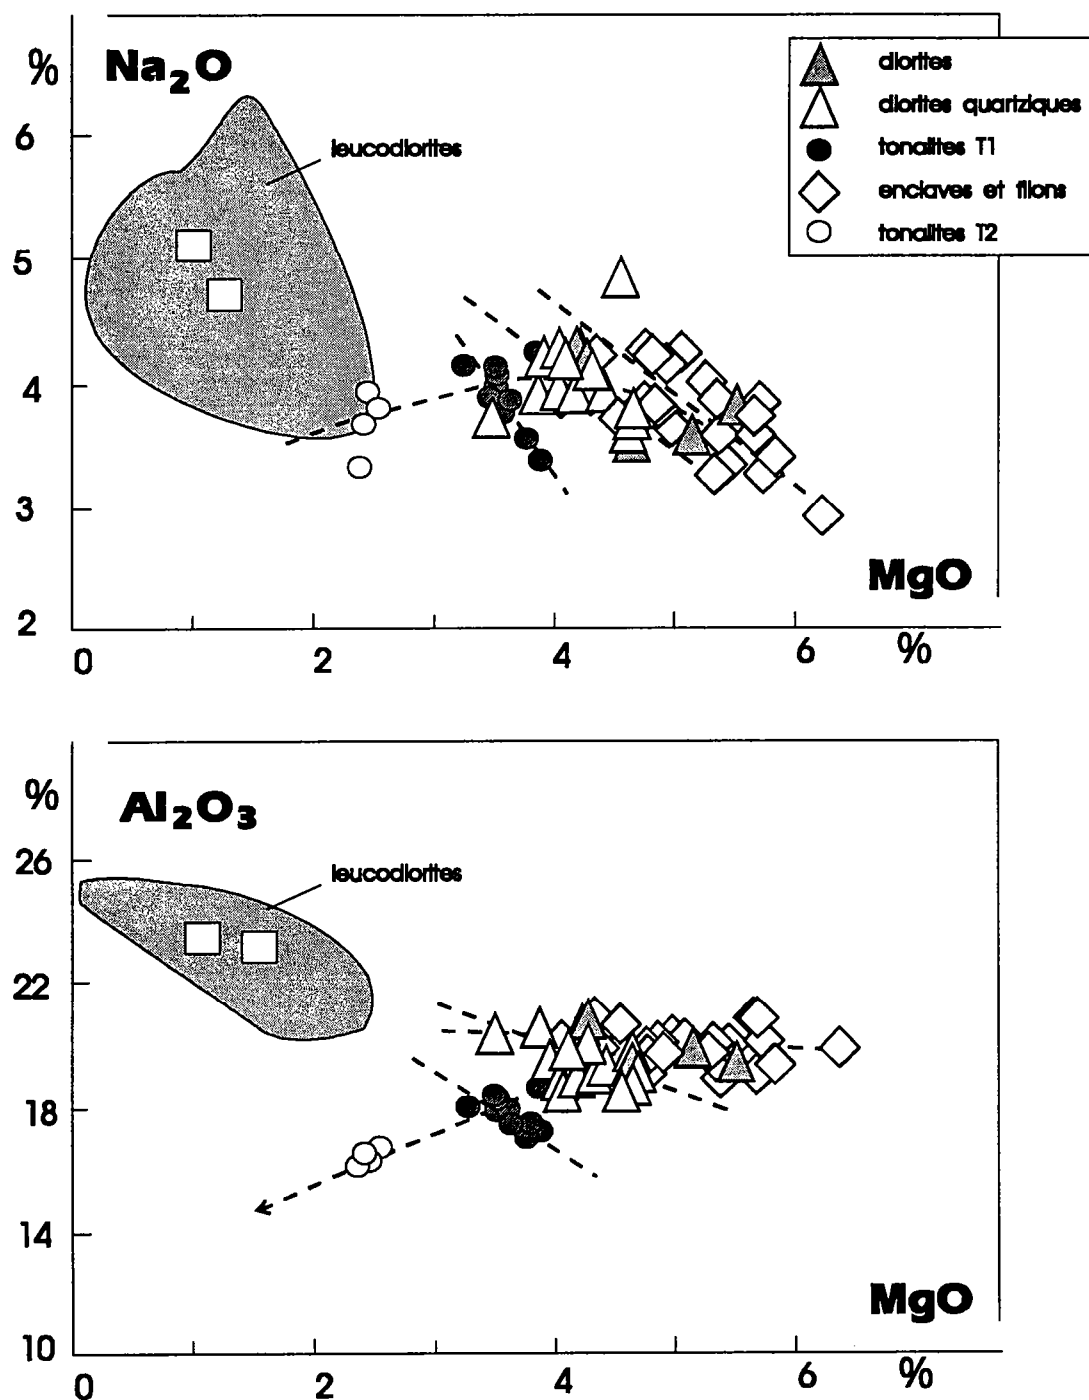 % Na₂O
diorites
diorites quartziques
tonalites T1
enclaves et filons
tonalites T2
leucodiorites
6
5
4
3
2
MgO
0 2 4 6 %
% Al₂O₃
leucodiorites
26
22
18
14
10
MgO
0 2 4 6 %